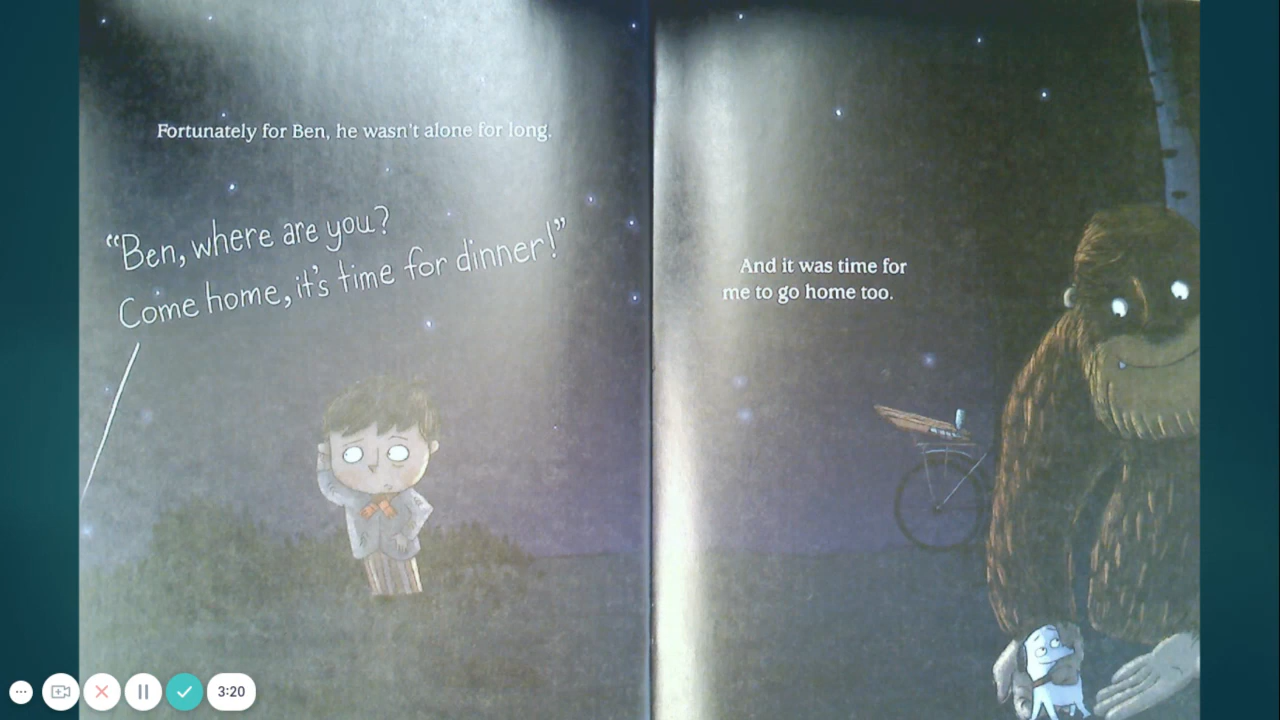 Fortunately for Ben, he wasn't alone for long.
“Ben, where are you?
Come home, it's time for dinner!”
And it was time for
me to go home too.
3:20